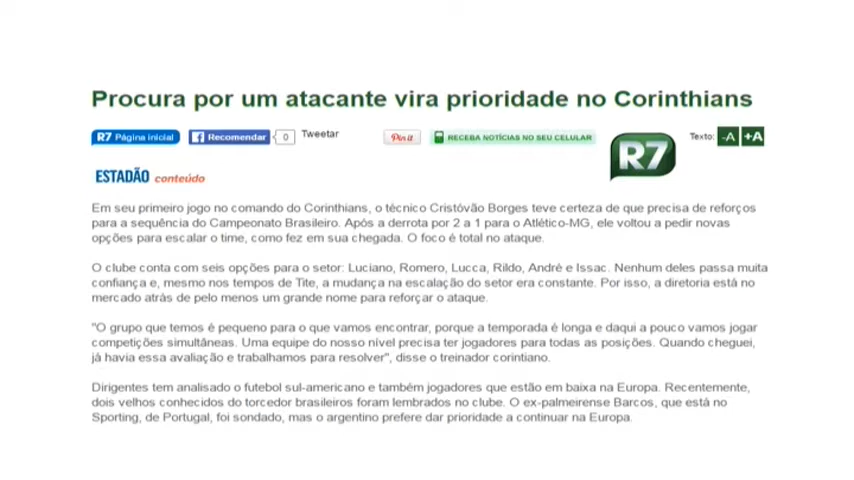 Procura por um atacante vira prioridade no Corinthians
R7 Página inicial Recomendar 0 Tweetar Pin it RECEBA NOTÍCIAS NO SEU CELULAR R7 Texto: -A +A
ESTADÃO conteúdo
Em seu primeiro jogo no comando do Corinthians, o técnico Cristóvão Borges teve certeza de que precisa de reforços
para a sequência do Campeonato Brasileiro. Após a derrota por 2 a 1 para o Atlético-MG, ele voltou a pedir novas
opções para escalar o time, como fez em sua chegada. O foco é total no ataque.
O clube conta com seis opções para o setor: Luciano, Romero, Lucca, Rildo, André e Issac. Nenhum deles passa muita
confiança e, mesmo nos tempos de Tite, a mudança na escalação do setor era constante. Por isso, a diretoria está no
mercado atrás de pelo menos um grande nome para reforçar o ataque.
"O grupo que temos é pequeno para o que vamos encontrar, porque a temporada é longa e daqui a pouco vamos jogar
competições simultâneas. Uma equipe do nosso nível precisa ter jogadores para todas as posições. Quando cheguei,
já havia essa avaliação e trabalhamos para resolver", disse o treinador corintiano.
Dirigentes tem analisado o futebol sul-americano e também jogadores que estão em baixa na Europa. Recentemente,
dois velhos conhecidos do torcedor brasileiros foram lembrados no clube. O ex-palmeirense Barcos, que está no
Sporting, de Portugal, foi sondado, mas o argentino prefere dar prioridade a continuar na Europa.